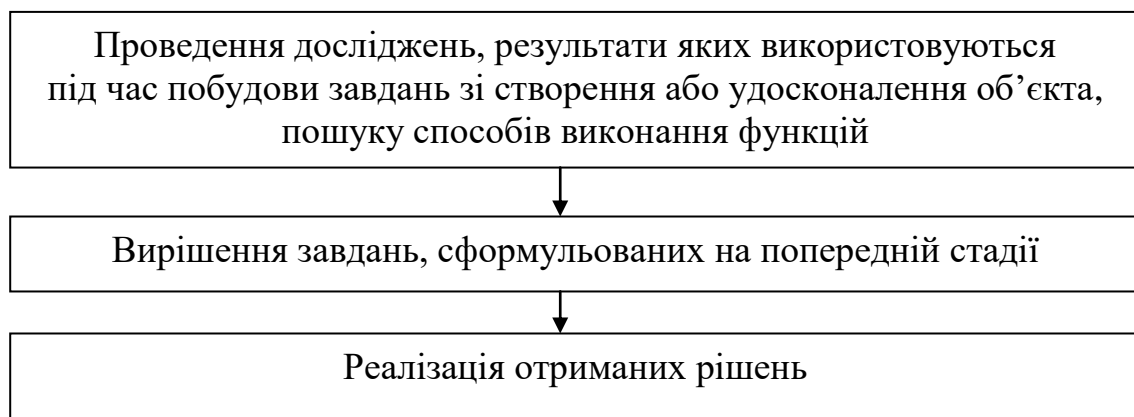 Проведення досліджень, результати яких використовуються
під час побудови завдань зі створення або удосконалення об’єкта,
пошуку способів виконання функцій
Вирішення завдань, сформульованих на попередній стадії
Реалізація отриманих рішень